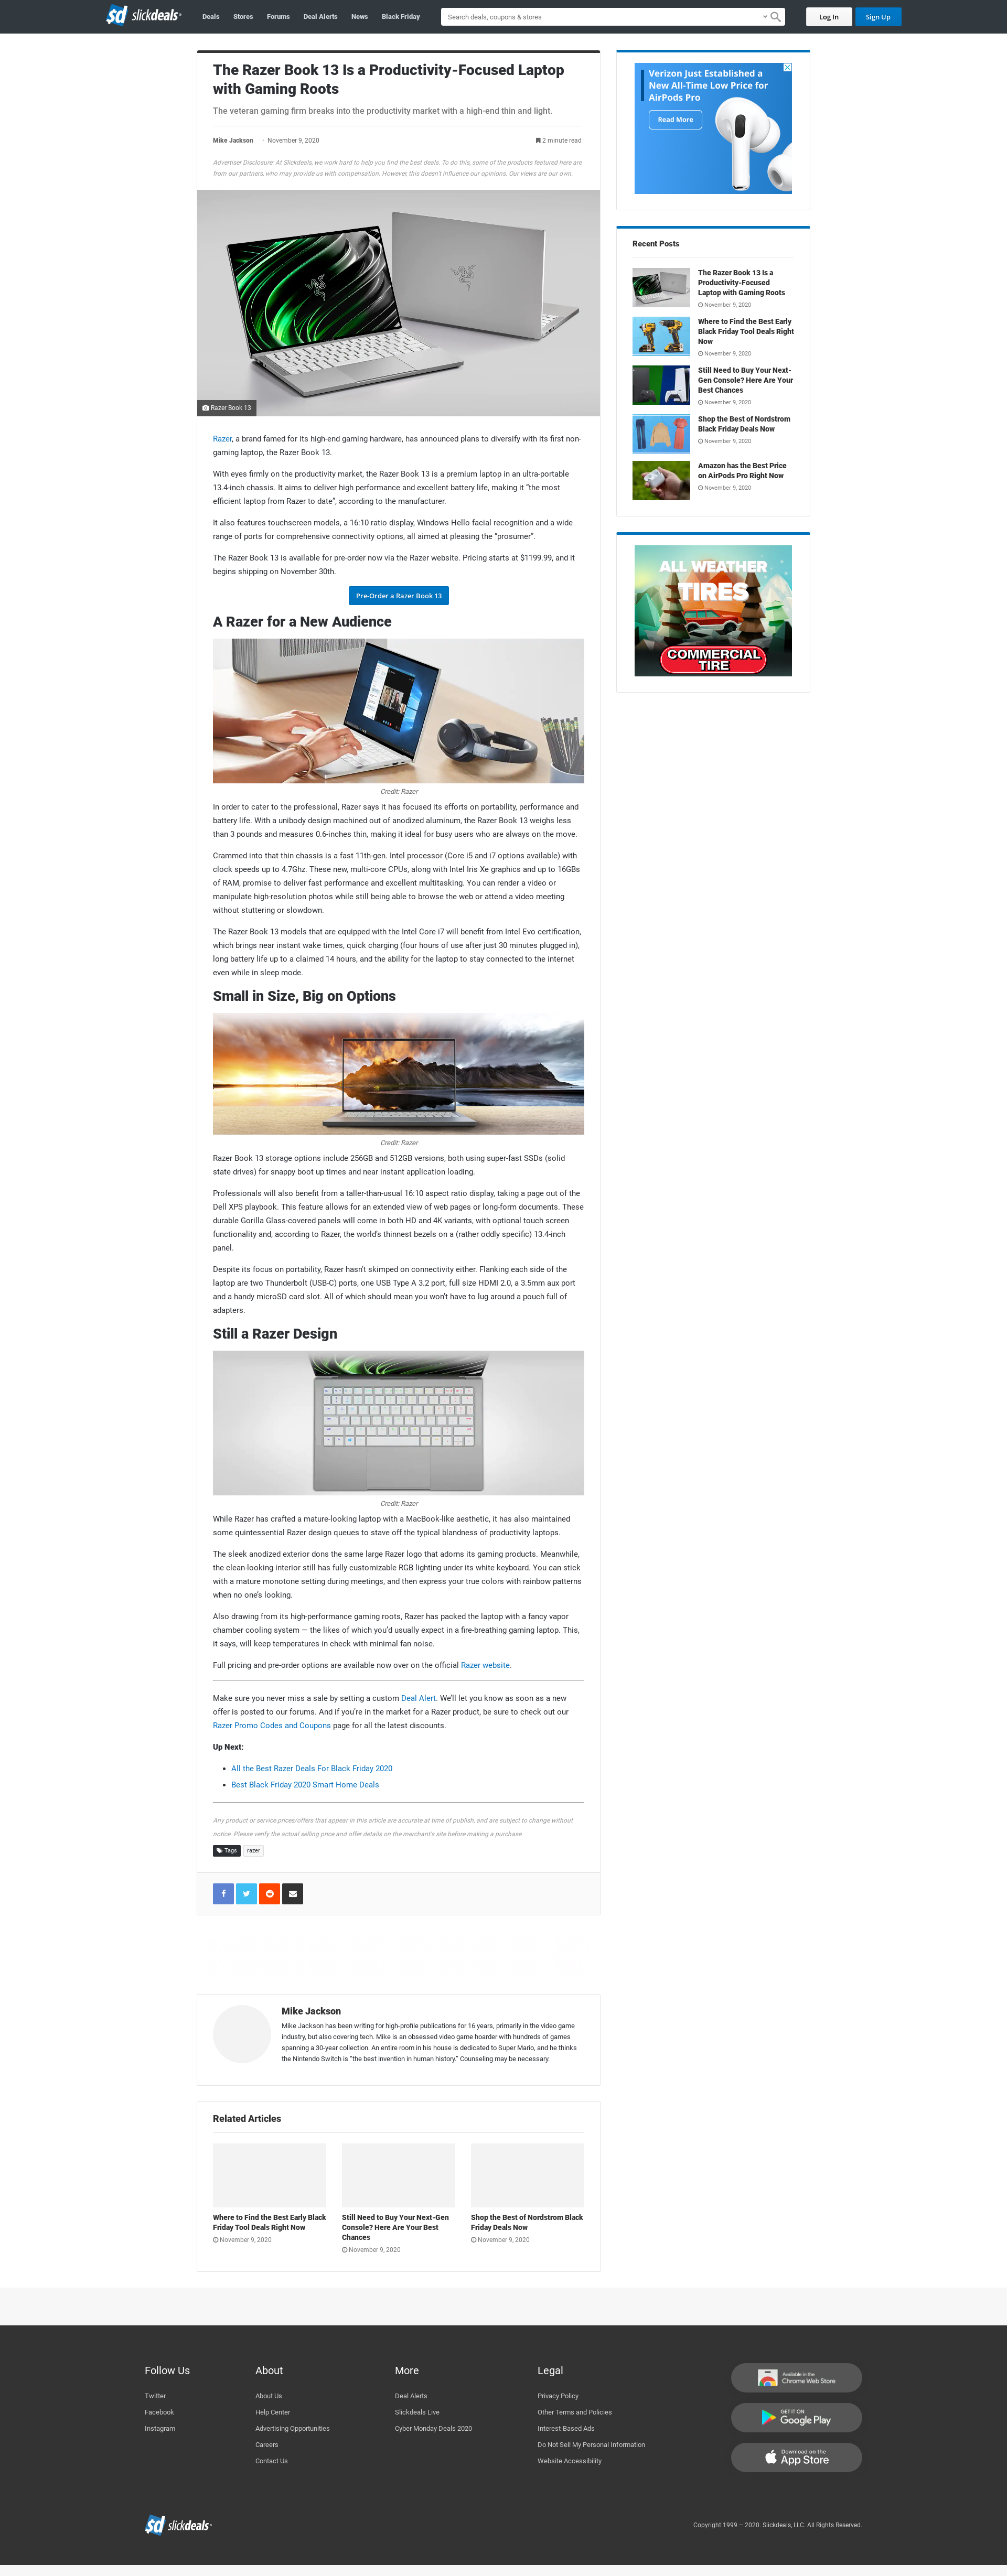 sd slickdeals
Deals
Stores
Forums
Deal Alerts
News
Black Friday
Search deals, coupons & stores
Log In
Sign Up
The Razer Book 13 Is a Productivity-Focused Laptop
with Gaming Roots
The veteran gaming firm breaks into the productivity market with a high-end thin and light.
Mike Jackson · November 9, 2020
2 minute read
Advertiser Disclosure: At Slickdeals, we work hard to help you find the best deals. To do this, some of the products featured here are
from our partners, who may provide us with compensation. However, this doesn't influence our opinions. Our views are our own.
Razer Book 13
Razer, a brand famed for its high-end gaming hardware, has announced plans to diversify with its first non-
gaming laptop, the Razer Book 13.
With eyes firmly on the productivity market, the Razer Book 13 is a premium laptop in an ultra-portable
13.4-inch chassis. It aims to deliver high performance and excellent battery life, making it “the most
efficient laptop from Razer to date”, according to the manufacturer.
It also features touchscreen models, a 16:10 ratio display, Windows Hello facial recognition and a wide
range of ports for comprehensive connectivity options, all aimed at pleasing the “prosumer”.
The Razer Book 13 is available for pre-order now via the Razer website. Pricing starts at $1199.99, and it
begins shipping on November 30th.
Pre-Order a Razer Book 13
A Razer for a New Audience
Credit: Razer
In order to cater to the professional, Razer says it has focused its efforts on portability, performance and
battery life. With a unibody design machined out of anodized aluminum, the Razer Book 13 weighs less
than 3 pounds and measures 0.6-inches thin, making it ideal for busy users who are always on the move.
Crammed into that thin chassis is a fast 11th-gen. Intel processor (Core i5 and i7 options available) with
clock speeds up to 4.7Ghz. These new, multi-core CPUs, along with Intel Iris Xe graphics and up to 16GBs
of RAM, promise to deliver fast performance and excellent multitasking. You can render a video or
manipulate high-resolution photos while still being able to browse the web or attend a video meeting
without stuttering or slowdown.
The Razer Book 13 models that are equipped with the Intel Core i7 will benefit from Intel Evo certification,
which brings near instant wake times, quick charging (four hours of use after just 30 minutes plugged in),
long battery life up to a claimed 14 hours, and the ability for the laptop to stay connected to the internet
even while in sleep mode.
Small in Size, Big on Options
Credit: Razer
Razer Book 13 storage options include 256GB and 512GB versions, both using super-fast SSDs (solid
state drives) for snappy boot up times and near instant application loading.
Professionals will also benefit from a taller-than-usual 16:10 aspect ratio display, taking a page out of the
Dell XPS playbook. This feature allows for an extended view of web pages or long-form documents. These
durable Gorilla Glass-covered panels will come in both HD and 4K variants, with optional touch screen
functionality and, according to Razer, the world’s thinnest bezels on a (rather oddly specific) 13.4-inch
panel.
Despite its focus on portability, Razer hasn’t skimped on connectivity either. Flanking each side of the
laptop are two Thunderbolt (USB-C) ports, one USB Type A 3.2 port, full size HDMI 2.0, a 3.5mm aux port
and a handy microSD card slot. All of which should mean you won’t have to lug around a pouch full of
adapters.
Still a Razer Design
Credit: Razer
While Razer has crafted a mature-looking laptop with a MacBook-like aesthetic, it has also maintained
some quintessential Razer design queues to stave off the typical blandness of productivity laptops.
The sleek anodized exterior dons the same large Razer logo that adorns its gaming products. Meanwhile,
the clean-looking interior still has fully customizable RGB lighting under its white keyboard. You can stick
with a mature monotone setting during meetings, and then express your true colors with rainbow patterns
when no one’s looking.
Also drawing from its high-performance gaming roots, Razer has packed the laptop with a fancy vapor
chamber cooling system — the likes of which you’d usually expect in a fire-breathing gaming laptop. This,
it says, will keep temperatures in check with minimal fan noise.
Full pricing and pre-order options are available now over on the official Razer website.
Make sure you never miss a sale by setting a custom Deal Alert. We’ll let you know as soon as a new
offer is posted to our forums. And if you’re in the market for a Razer product, be sure to check out our
Razer Promo Codes and Coupons page for all the latest discounts.
Up Next:
All the Best Razer Deals For Black Friday 2020
Best Black Friday 2020 Smart Home Deals
Any product or service prices/offers that appear in this article are accurate at time of publish, and are subject to change without
notice. Please verify the actual selling price and offer details on the merchant's site before making a purchase.
Tags
razer
Mike Jackson
Mike Jackson has been writing for high-profile publications for 16 years, primarily in the video game
industry, but also covering tech. Mike is an obsessed video game hoarder with hundreds of games
spanning a 30-year collection. An entire room in his house is dedicated to Super Mario, and he thinks
the Nintendo Switch is “the best invention in human history.” Counseling may be necessary.
Related Articles
Where to Find the Best Early Black
Friday Tool Deals Right Now
November 9, 2020
Still Need to Buy Your Next-Gen
Console? Here Are Your Best
Chances
November 9, 2020
Shop the Best of Nordstrom Black
Friday Deals Now
November 9, 2020
Verizon Just Established a
New All-Time Low Price for
AirPods Pro
Read More
Recent Posts
The Razer Book 13 Is a
Productivity-Focused
Laptop with Gaming Roots
November 9, 2020
Where to Find the Best Early
Black Friday Tool Deals Right
Now
November 9, 2020
Still Need to Buy Your Next-
Gen Console? Here Are Your
Best Chances
November 9, 2020
Shop the Best of Nordstrom
Black Friday Deals Now
November 9, 2020
Amazon has the Best Price
on AirPods Pro Right Now
November 9, 2020
ALL WEATHER
TIRES
COMMERCIAL
TIRE
Follow Us
Twitter
Facebook
Instagram
About
About Us
Help Center
Advertising Opportunities
Careers
Contact Us
More
Deal Alerts
Slickdeals Live
Cyber Monday Deals 2020
Legal
Privacy Policy
Other Terms and Policies
Interest-Based Ads
Do Not Sell My Personal Information
Website Accessibility
Available in the
Chrome Web Store
GET IT ON
Google Play
Download on the
App Store
sd slickdeals
Copyright 1999 – 2020. Slickdeals, LLC. All Rights Reserved.